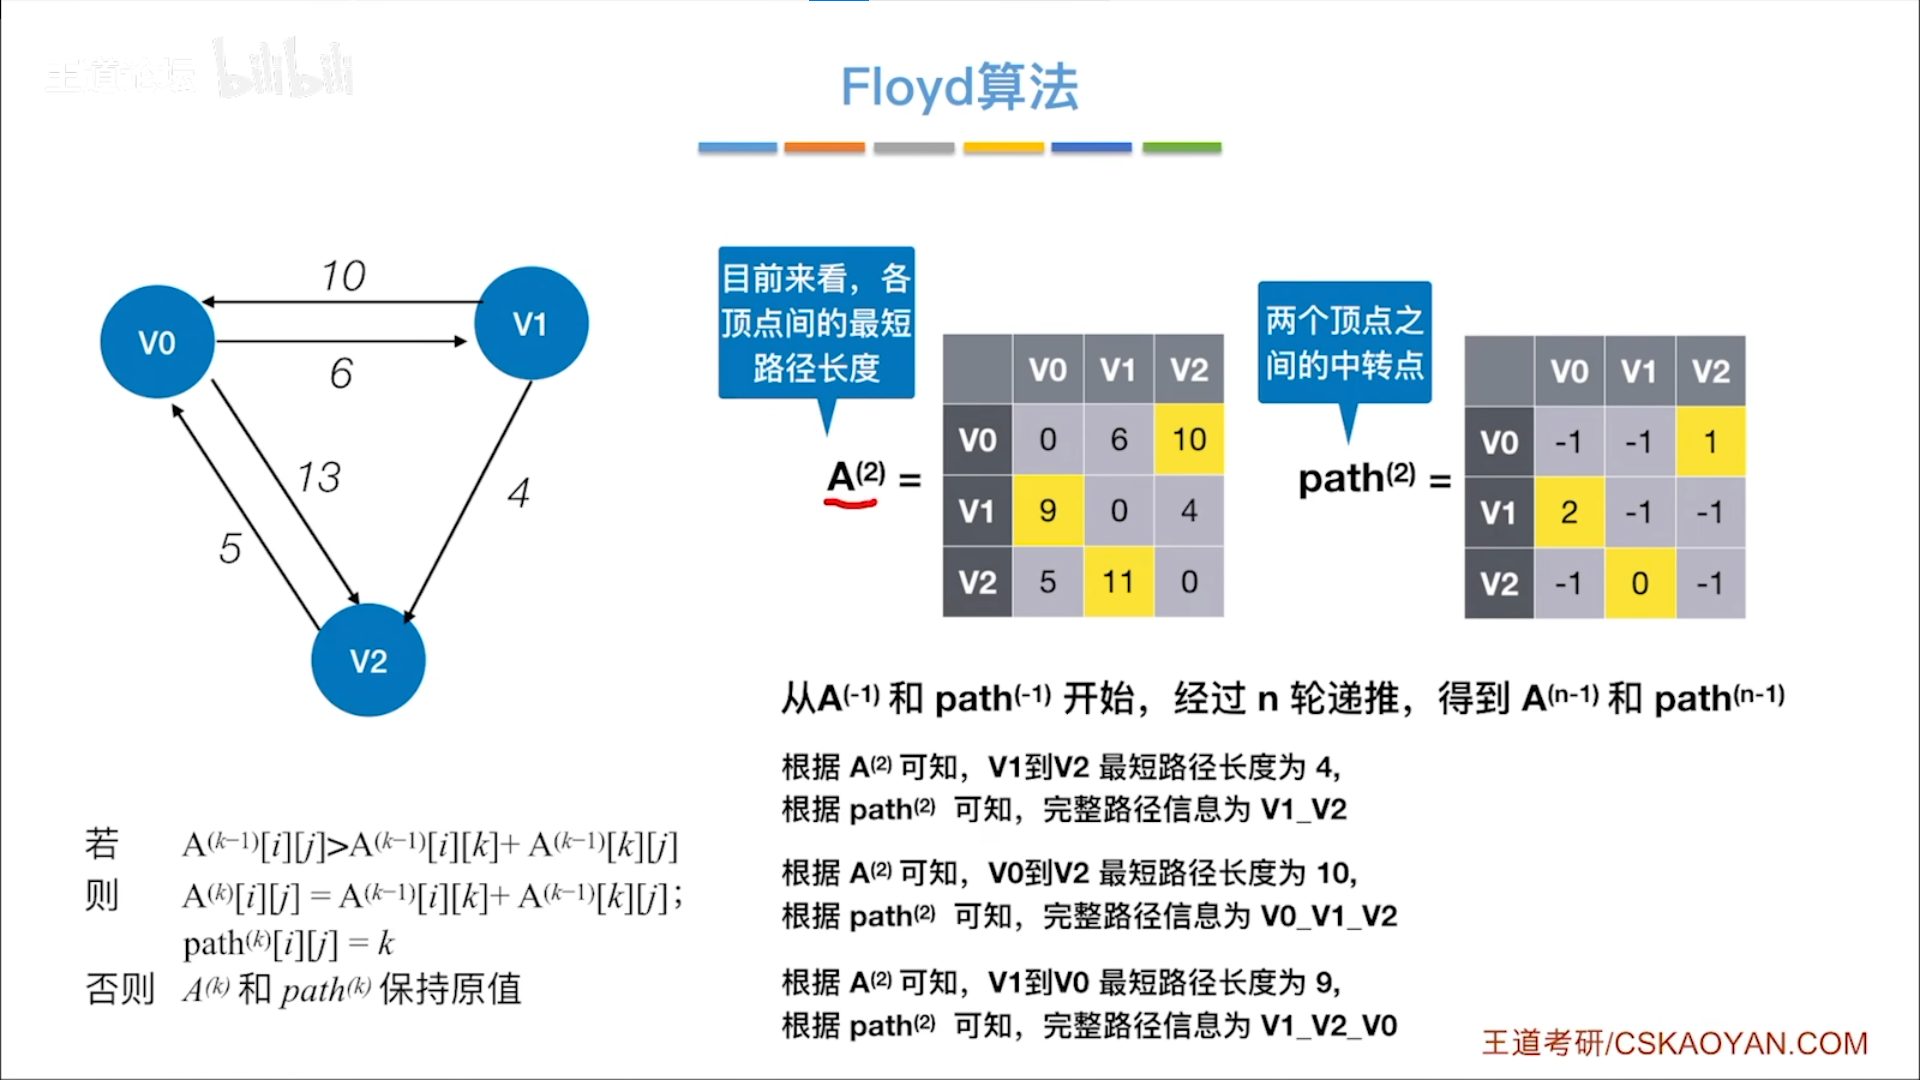 王道论坛 bilibili
Floyd算法
10
V0
V1
6
13
4
5
V2
目前来看，各
顶点间的最短
路径长度
A(2) =
V0 V1 V2
V0 0 6 10
V1 9 0 4
V2 5 11 0
两个顶点之
间的中转点
path(2) =
V0 V1 V2
V0 -1 -1 1
V1 2 -1 -1
V2 -1 0 -1
从A(-1) 和 path(-1) 开始，经过 n 轮递推，得到 A(n-1) 和 path(n-1)
根据 A(2) 可知，V1到V2 最短路径长度为 4,
根据 path(2) 可知，完整路径信息为 V1_V2
根据 A(2) 可知，V0到V2 最短路径长度为 10,
根据 path(2) 可知，完整路径信息为 V0_V1_V2
根据 A(2) 可知，V1到V0 最短路径长度为 9,
根据 path(2) 可知，完整路径信息为 V1_V2_V0
若 A(k−1)[i][j]>A(k−1)[i][k]+ A(k−1)[k][j]
则 A(k)[i][j] = A(k−1)[i][k]+ A(k−1)[k][j]；
path(k)[i][j] = k
否则 A(k) 和 path(k) 保持原值
王道考研/CSKAOYAN.COM